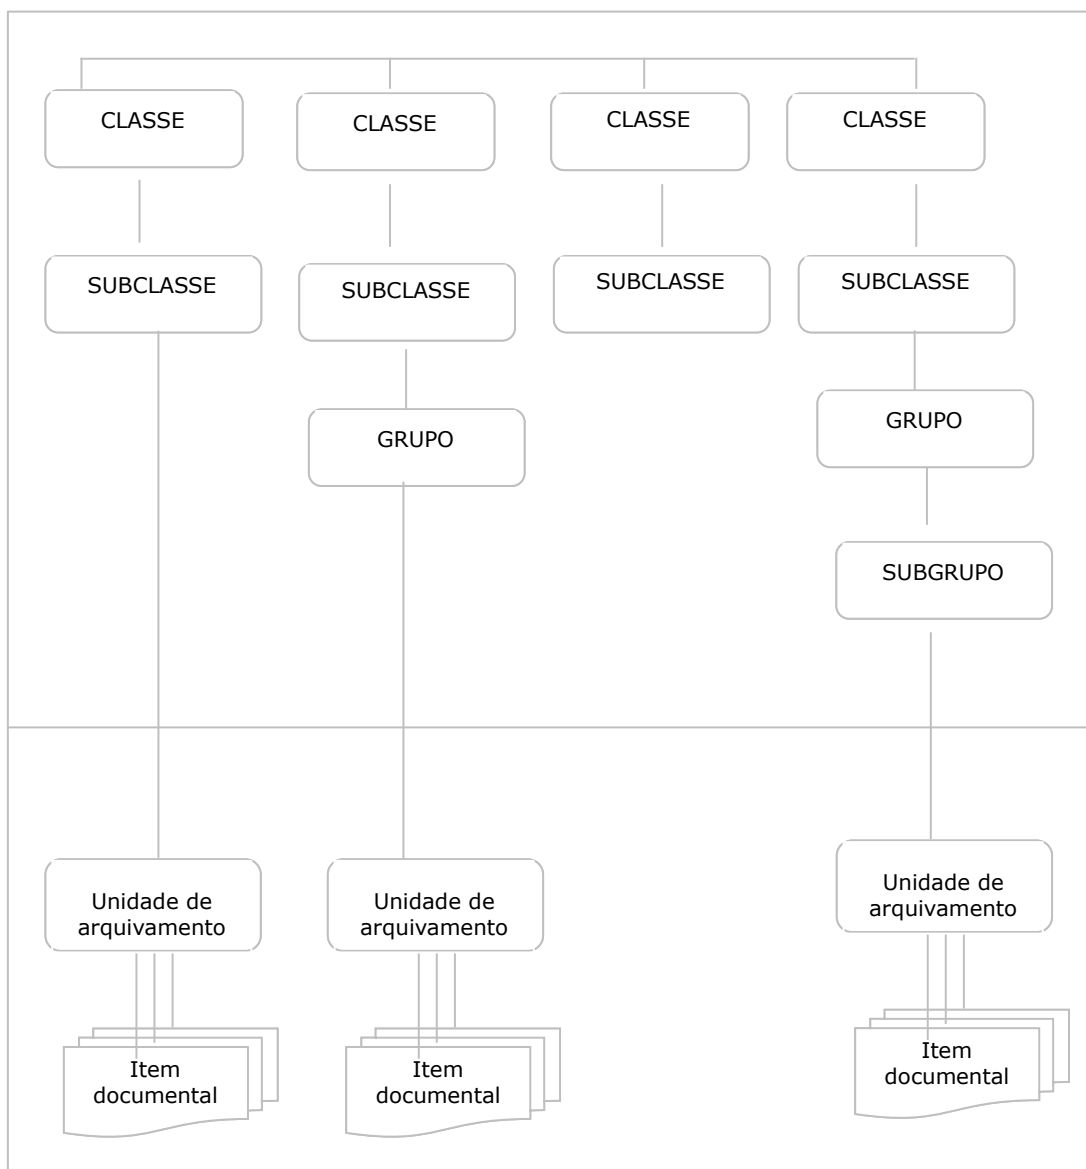 CLASSE
CLASSE
CLASSE
CLASSE
SUBCLASSE
SUBCLASSE
SUBCLASSE
SUBCLASSE
GRUPO
GRUPO
SUBGRUPO
Unidade de
arquivamento
Unidade de
arquivamento
Unidade de
arquivamento
Item
documental
Item
documental
Item
documental